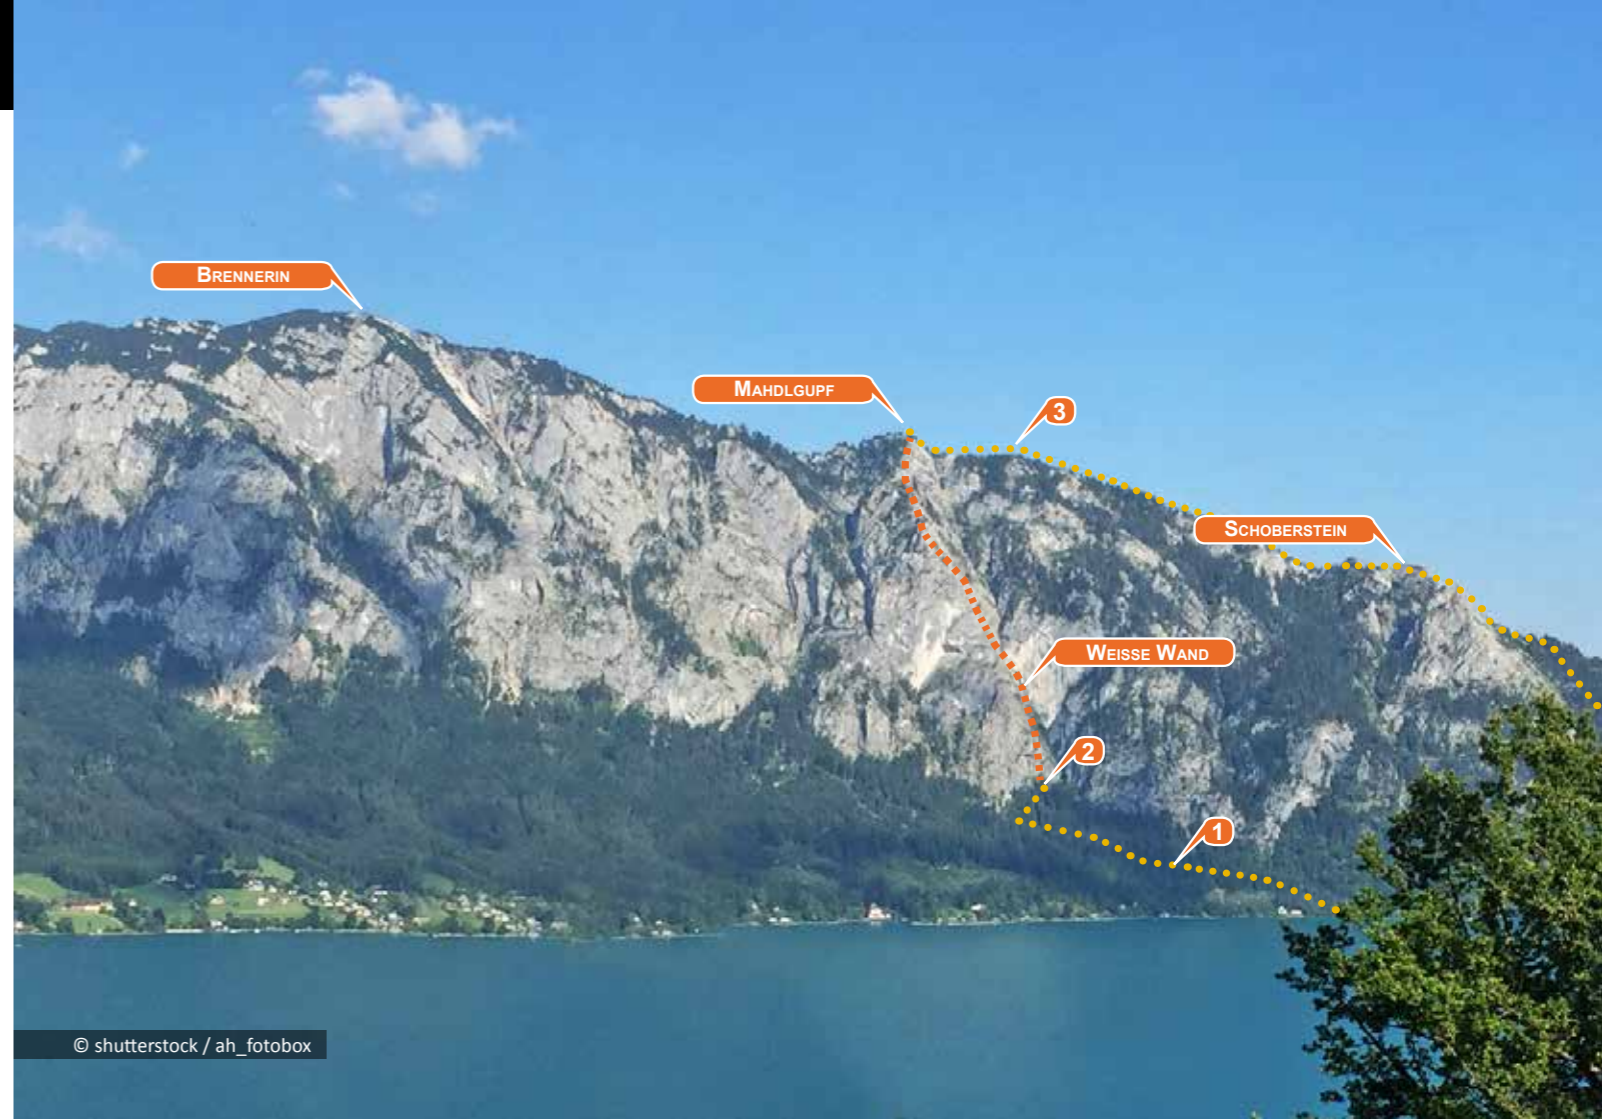 BRENNERIN
MAHDLGUPF
3
SCHOBERSTEIN
WEISSE WAND
2
1
© shutterstock / ah_fotobox